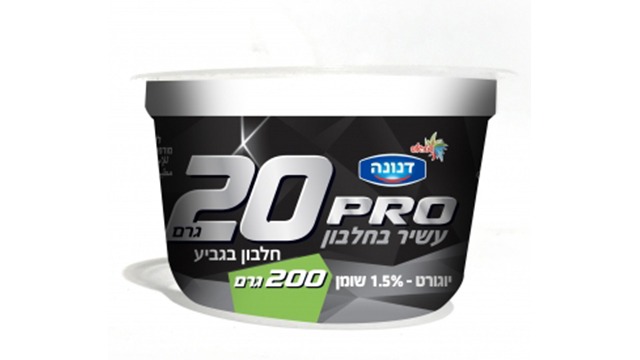 דנונה
PRO 20 גרם
עשיר בחלבון
חלבון בגביע
יוגורט - 1.5% שומן
200 גרם